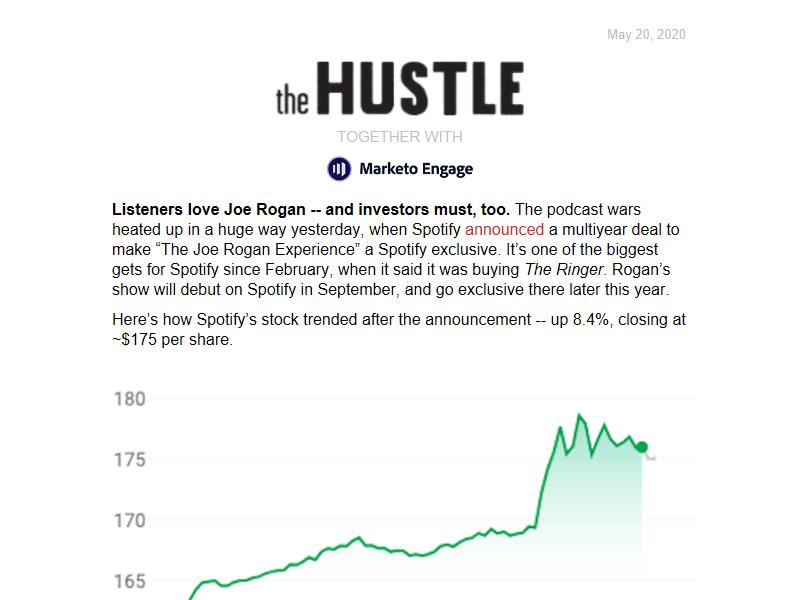 May 20, 2020
the HUSTLE
TOGETHER WITH
Marketo Engage
Listeners love Joe Rogan -- and investors must, too. The podcast wars
heated up in a huge way yesterday, when Spotify announced a multiyear deal to
make “The Joe Rogan Experience” a Spotify exclusive. It’s one of the biggest
gets for Spotify since February, when it said it was buying The Ringer. Rogan’s
show will debut on Spotify in September, and go exclusive there later this year.
Here’s how Spotify’s stock trended after the announcement -- up 8.4%, closing at
~$175 per share.
180
175
170
165